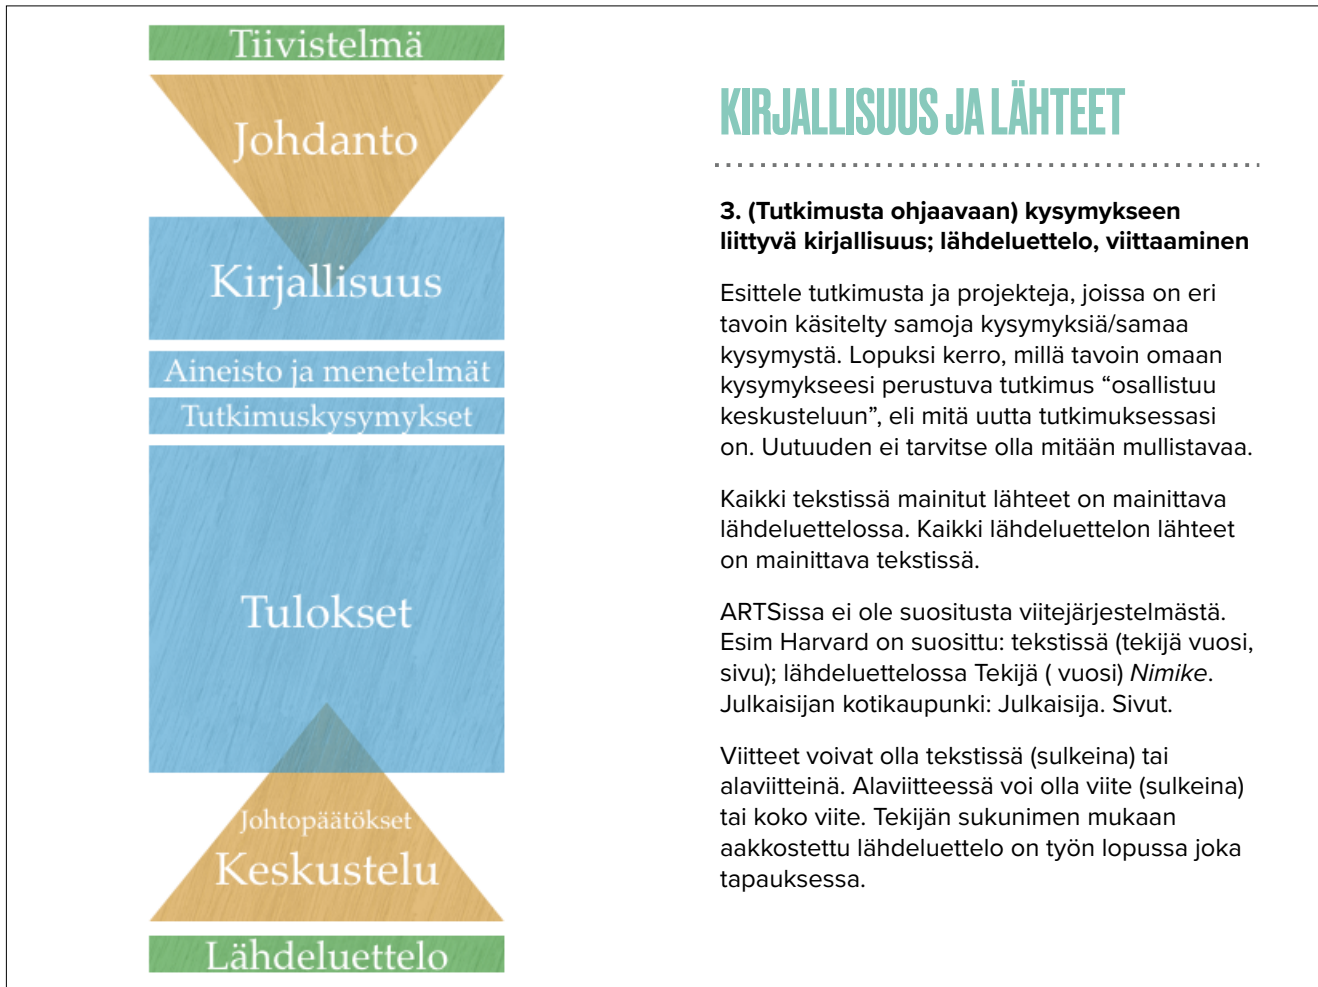 Tiivistelmä
Johdanto
Kirjallisuus
Aineisto ja menetelmät
Tutkimuskysymykset
Tulokset
Johtopäätökset
Keskustelu
Lähdeluettelo
KIRJALLISUUS JA LÄHTEET
3. (Tutkimusta ohjaavaan) kysymykseen
liittyvä kirjallisuus; lähdeluettelo, viittaaminen
Esittele tutkimusta ja projekteja, joissa on eri
tavoin käsitelty samoja kysymyksiä/samaa
kysymystä. Lopuksi kerro, millä tavoin omaan
kysymykseesi perustuva tutkimus “osallistuu
keskusteluun”, eli mitä uutta tutkimuksessasi
on. Uutuuden ei tarvitse olla mitään mullistavaa.
Kaikki tekstissä mainitut lähteet on mainittava
lähdeluettelossa. Kaikki lähdeluettelon lähteet
on mainittava tekstissä.
ARTSissa ei ole suositusta viitejärjestelmästä.
Esim Harvard on suosittu: tekstissä (tekijä vuosi,
sivu); lähdeluettelossa Tekijä ( vuosi) Nimike.
Julkaisijan kotikaupunki: Julkaisija. Sivut.
Viitteet voivat olla tekstissä (sulkeina) tai
alaviitteinä. Alaviitteessä voi olla viite (sulkeina)
tai koko viite. Tekijän sukunimen mukaan
aakkostettu lähdeluettelo on työn lopussa joka
tapauksessa.